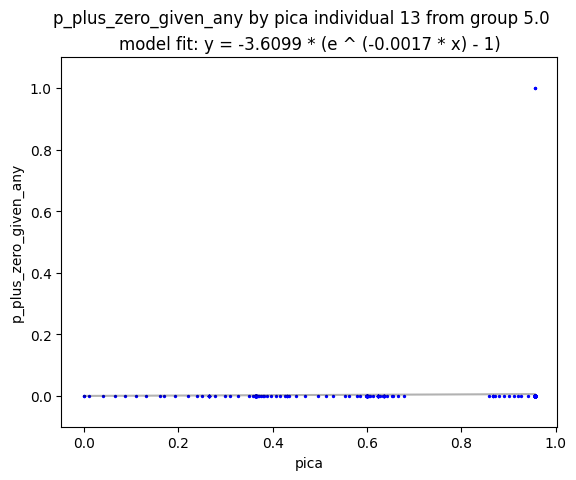 p_plus_zero_given_any by pica individual 13 from group 5.0
model fit: y = -3.6099 * (e ^ (-0.0017 * x) - 1)
p_plus_zero_given_any
1.0
0.8
0.6
0.4
0.2
0.0
0.0 0.2 0.4 0.6 0.8 1.0
pica